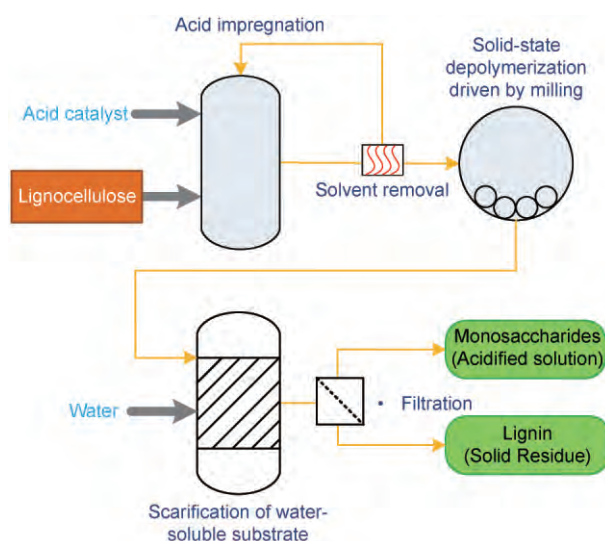 Acid impregnation
Solid-state
depolymerization
driven by milling
Acid catalyst
Lignocellulose
Solvent removal
Monosaccharides
(Acidified solution)
Water
• Filtration
Lignin
(Solid Residue)
Scarification of water-
soluble substrate